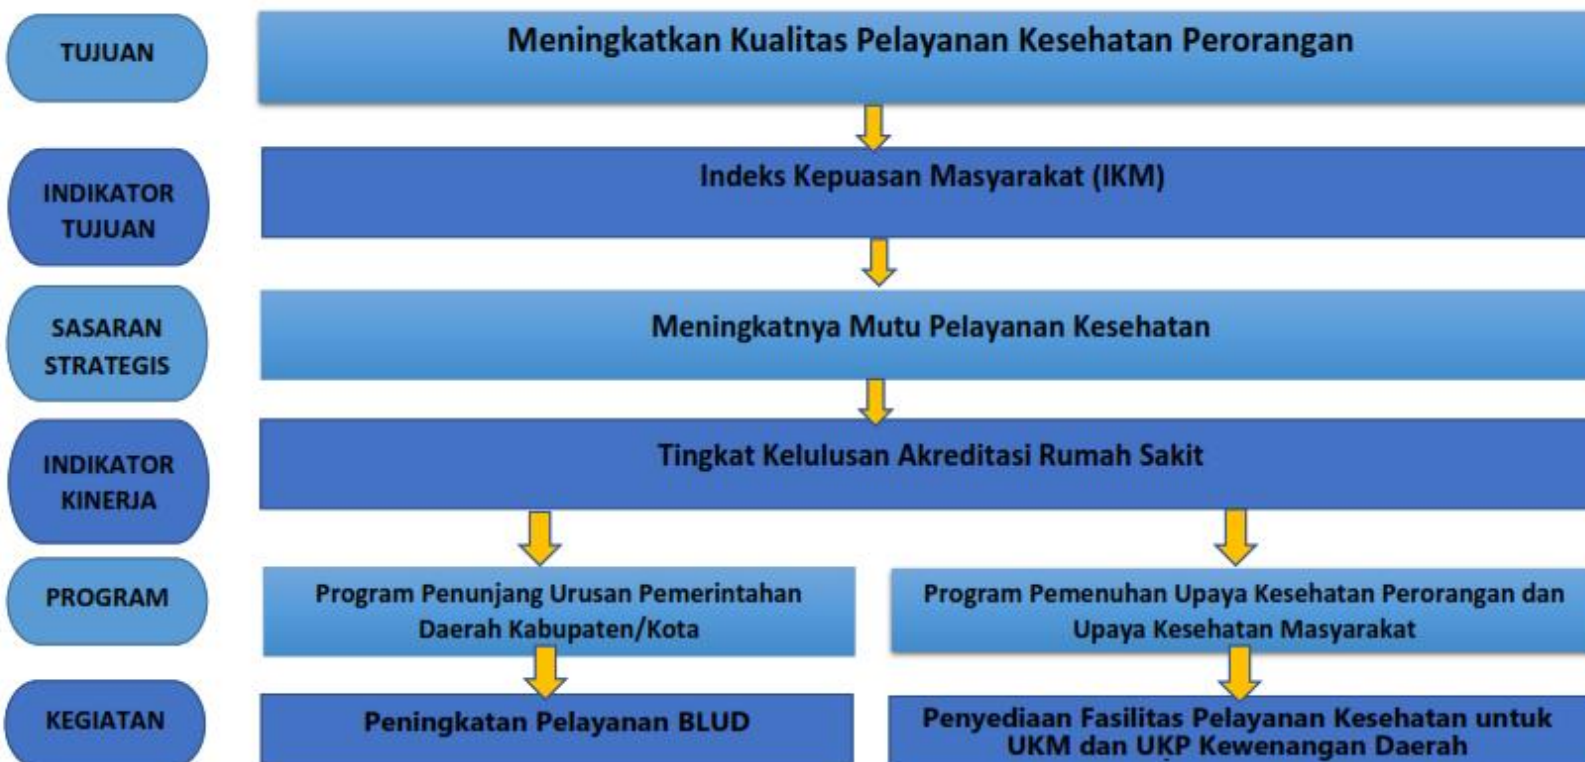 TUJUAN
Meningkatkan Kualitas Pelayanan Kesehatan Perorangan
INDIKATOR
TUJUAN
Indeks Kepuasan Masyarakat (IKM)
SASARAN
STRATEGIS
Meningkatnya Mutu Pelayanan Kesehatan
INDIKATOR
KINERJA
Tingkat Kelulusan Akreditasi Rumah Sakit
PROGRAM
Program Penunjang Urusan Pemerintahan
Daerah Kabupaten/Kota
Program Pemenuhan Upaya Kesehatan Perorangan dan
Upaya Kesehatan Masyarakat
KEGIATAN
Peningkatan Pelayanan BLUD
Penyediaan Fasilitas Pelayanan Kesehatan untuk
UKM dan UKP Kewenangan Daerah